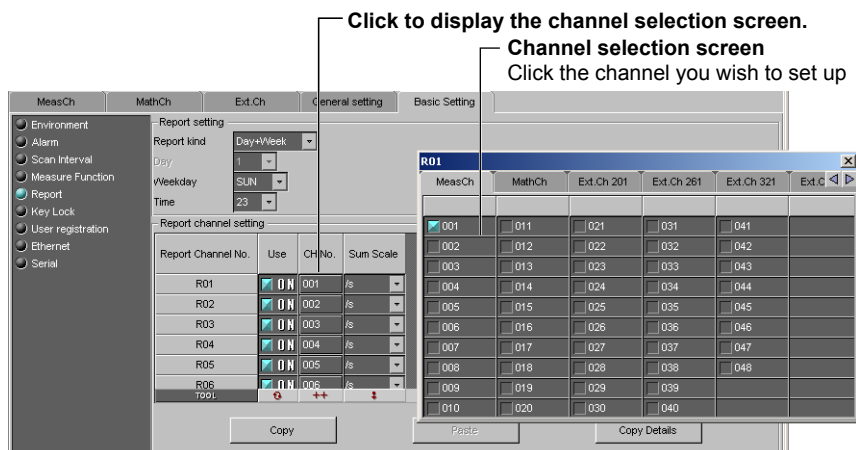 Click to display the channel selection screen.
Channel selection screen
Click the channel you wish to set up
MeasCh MathCh Ext.Ch General setting Basic Setting
Environment
Alarm
Scan Interval
Measure Function
Report
Key Lock
User registration
Ethernet
Serial
Report setting
Report kind Day+Week
Day 1
Weekday SUN
Time 23
Report channel setting
Report Channel No. Use CH No. Sum Scale
R01 ON 001 /s
R02 ON 002 /s
R03 ON 003 /s
R04 ON 004 /s
R05 ON 005 /s
R06 ON 006 /s
TOOL
Copy Paste Copy Details
R01
MeasCh MathCh Ext.Ch 201 Ext.Ch 261 Ext.Ch 321 Ext.C
001 011 021 031 041
002 012 022 032 042
003 013 023 033 043
004 014 024 034 044
005 015 025 035 045
006 016 026 036 046
007 017 027 037 047
008 018 028 038 048
009 019 029 039
010 020 030 040